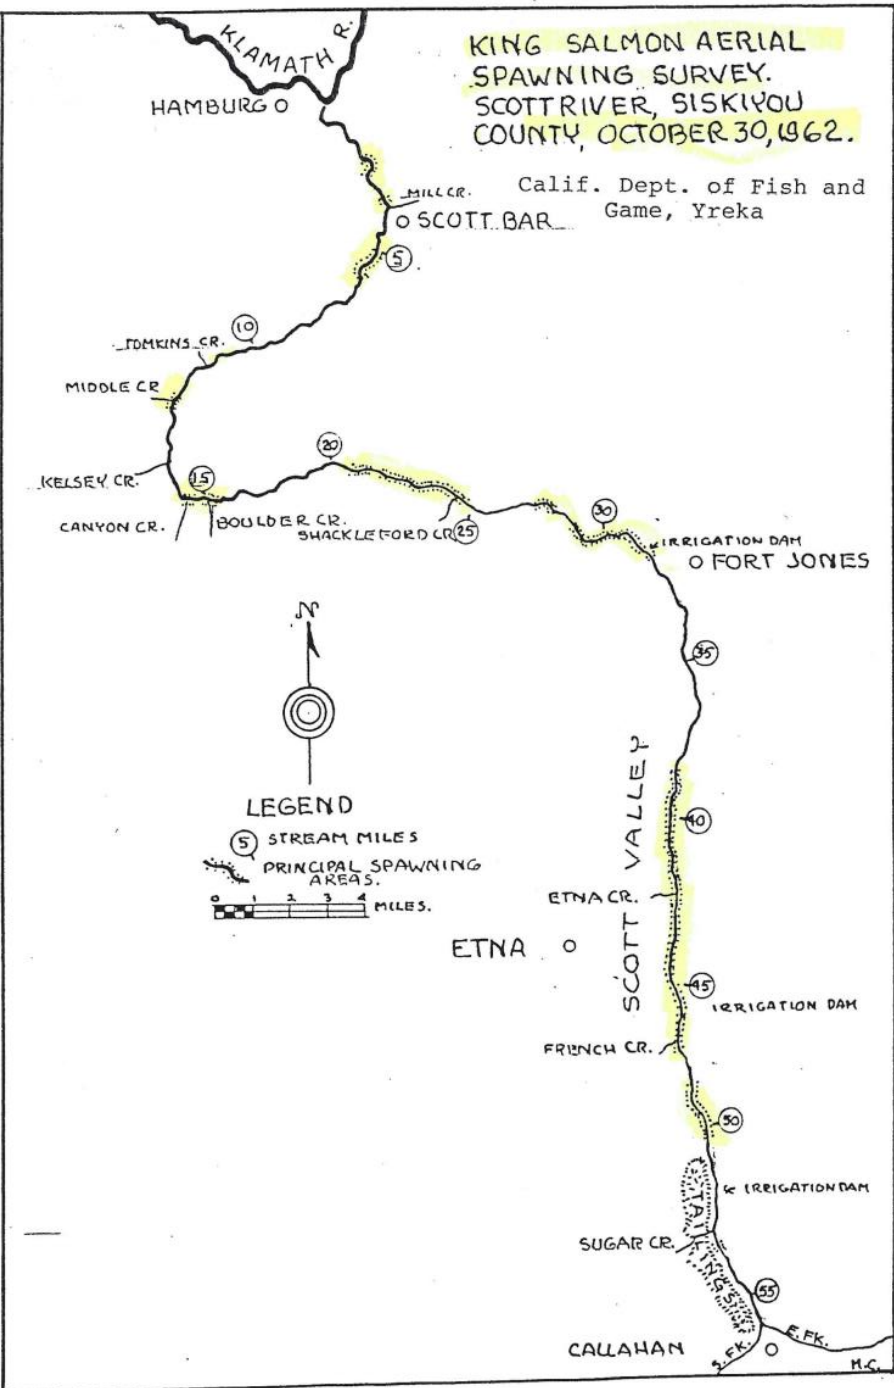 KING SALMON AERIAL
SPAWNING SURVEY.
SCOTT RIVER, SISKIYOU
COUNTY, OCTOBER 30, 1962.
Calif. Dept. of Fish and
Game, Yreka
KLAMATH R.
HAMBURG
MILL CR.
SCOTT BAR
5
10
TOMKINS CR.
MIDDLE CR
20
KELSEY CR.
15
CANYON CR.
BOULDER CR.
SHACKLEFORD CR
25
30
IRRIGATION DAM
FORT JONES
N
35
SCOTT VALLEY
LEGEND
5 STREAM MILES
PRINCIPAL SPAWNING
AREAS.
0 1 2 3 4 MILES.
40
ETNA CR.
ETNA
45
IRRIGATION DAM
FRENCH CR.
50
IRRIGATION DAM
TAILINGS
SUGAR CR.
55
CALLAHAN
S. FK.
E. FK.
M.C.